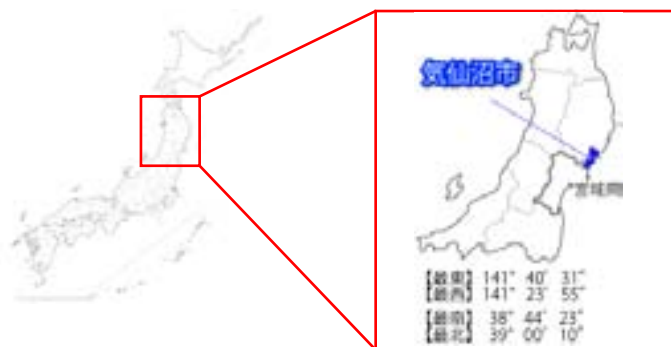 気仙沼市
宮城県
【最東】 141° 40′ 31″
【最西】 141° 23′ 55″
【最南】 38° 44′ 23″
【最北】 39° 00′ 10″